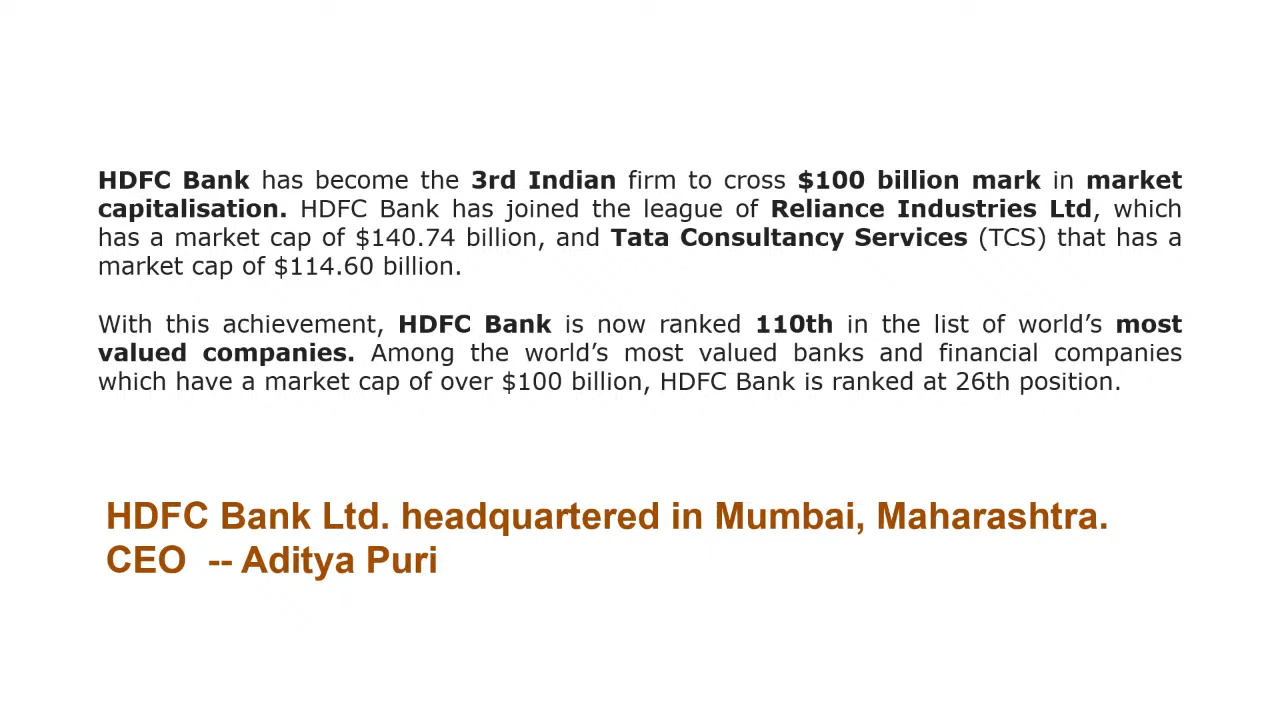 HDFC Bank has become the 3rd Indian firm to cross $100 billion mark in market
capitalisation. HDFC Bank has joined the league of Reliance Industries Ltd, which
has a market cap of $140.74 billion, and Tata Consultancy Services (TCS) that has a
market cap of $114.60 billion.
With this achievement, HDFC Bank is now ranked 110th in the list of world’s most
valued companies. Among the world’s most valued banks and financial companies
which have a market cap of over $100 billion, HDFC Bank is ranked at 26th position.
HDFC Bank Ltd. headquartered in Mumbai, Maharashtra.
CEO  -- Aditya Puri